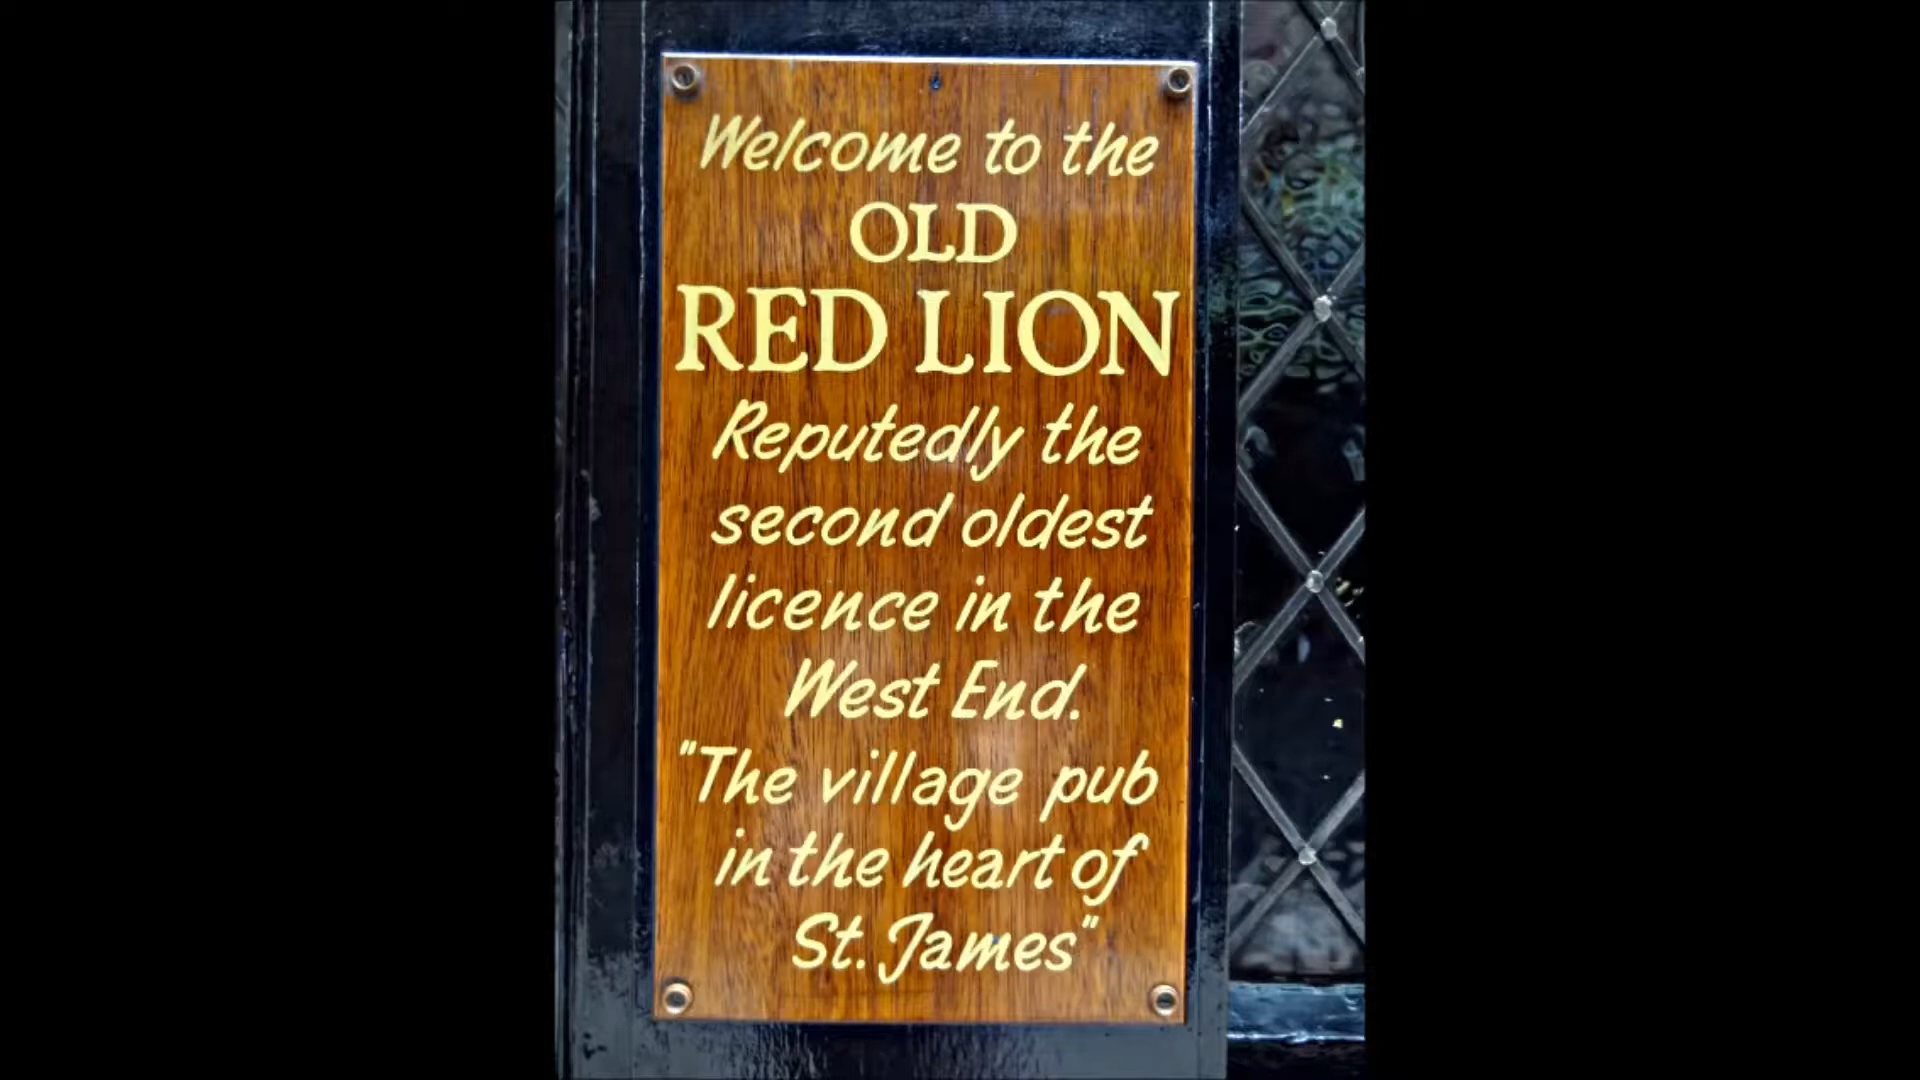 Welcome to the
OLD
RED LION
Reputedly the
second oldest
licence in the
West End.
"The village pub
in the heart of
St. James"